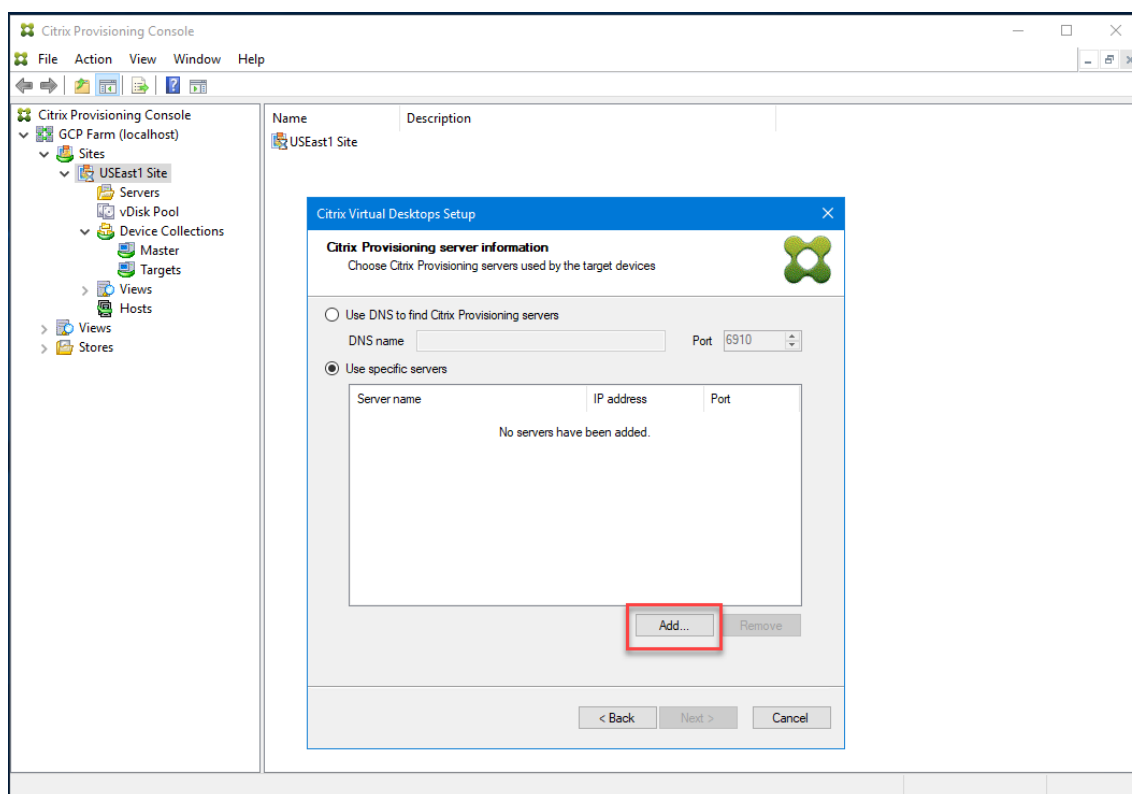 Citrix Provisioning Console
File Action View Window Help
Citrix Provisioning Console
GCP Farm (localhost)
Sites
USEast1 Site
Servers
vDisk Pool
Device Collections
Master
Targets
Views
Hosts
Views
Stores
Name Description
USEast1 Site
Citrix Virtual Desktops Setup
Citrix Provisioning server information
Choose Citrix Provisioning servers used by the target devices
Use DNS to find Citrix Provisioning servers
DNS name Port 6910
Use specific servers
Server name IP address Port
No servers have been added.
Add... Remove
< Back Next > Cancel